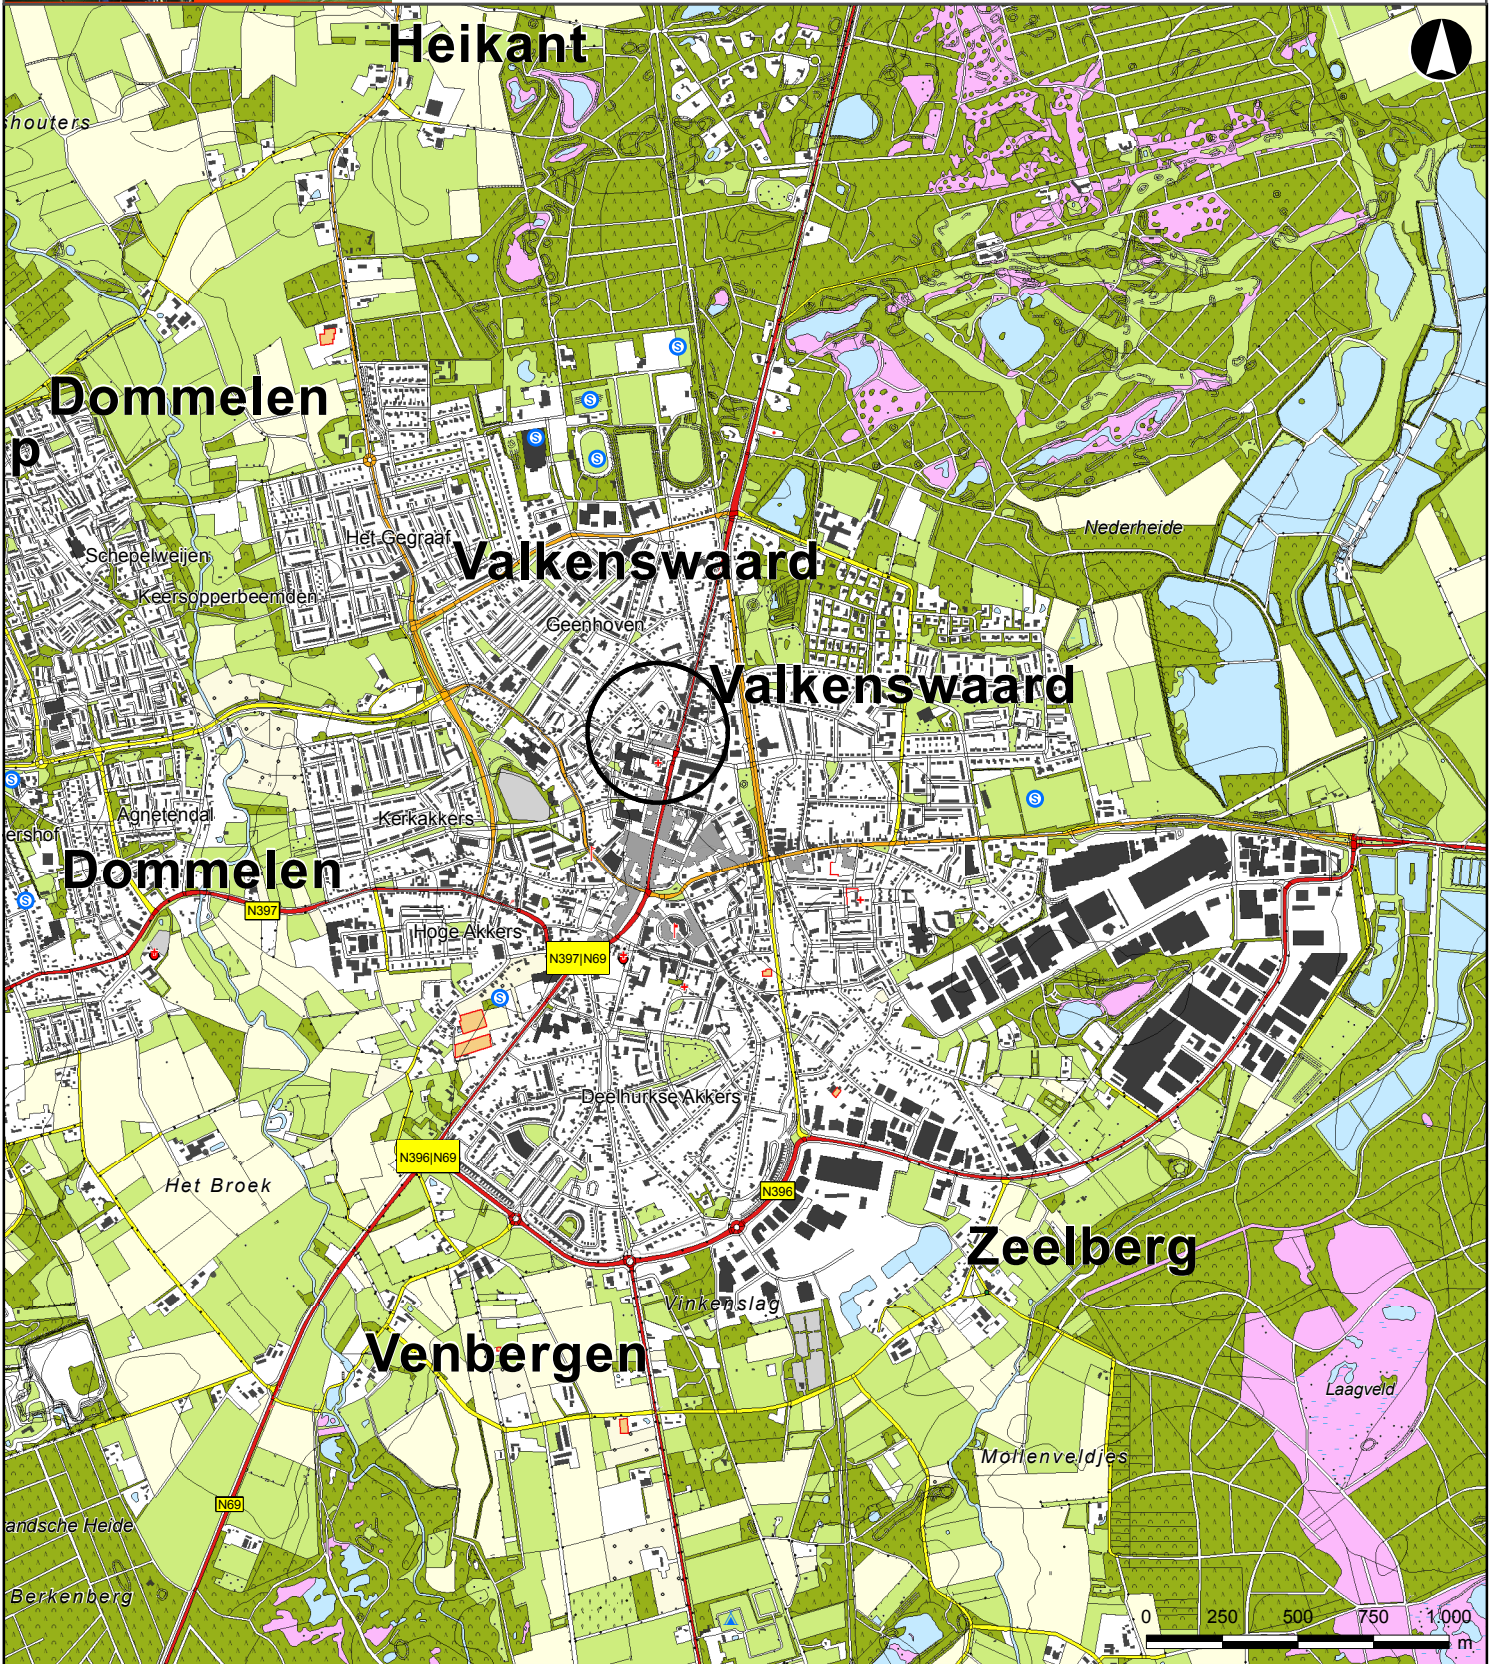 Heikant
shouters
Dommelen
p
Nederheide
Het Gegraaf
Schepelweijen
Valkenswaard
Keersopperbeemden
Geenhoven
Valkenswaard
Agnetendal
Kerkakkers
ershof
Dommelen
N397
Hoge Akkers
N397|N69
Deelhurkse Akkers
N396|N69
Het Broek
N396
Zeelberg
Vinkenslag
Venbergen
Laagveld
Mollenveldjes
N69
andsche Heide
Berkenberg
0 250 500 750 1.000
m
S
S
S
S
S
S
S
S